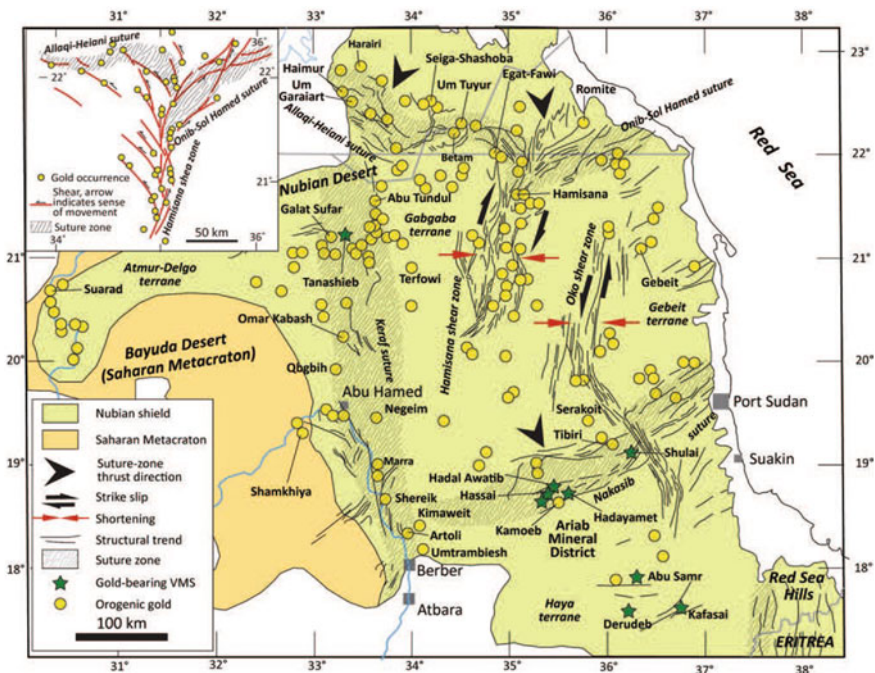 31° 32° 33° 34° 35° 36° 37° 38°
Allaqi-Heiani suture
36°
22°
22°
Onib-Sol Hamed suture
Hamisana shea zone
21°
Gold occurrence
Shear, arrow
indicates sense
of movement
Suture zone
50 km
34°
36°
Harairi
Seiga-Shashoba
Haimur
Um
Garaiart
Um Tuyur
Egat-Fawi
Romite
23°
Allaqi-Heiani suture
Onib-Sol Hamed suture
Red Sea
Betam
22°
Nubian Desert
Abu Tundul
Hamisana
Galat Sufar
Gabgaba
terrane
21°
Atmur-Delgo
terrane
Tanashieb
Terfowi
Oko shear zone
Gebeit
21°
Suarad
Omar Kabash
Keraf suture
Hamisana shear zone
Gebeit
terrane
Bayuda Desert
(Saharan Metacraton)
20°
Qbgbih
20°
Abu Hamed
Negeim
Port Sudan
Serakoit
Tibiri
suture
Shulai
Suakin
Nubian shield
Saharan Metacraton
Suture-zone
thrust direction
Strike slip
Shortening
Structural trend
Suture zone
Gold-bearing VMS
Orogenic gold
100 km
Marra
Shamkhiya
Hadal Awatib
19°
Hassai
Nakasib
Shereik
Kimaweit
Kamoeb
Hadayamet
Ariab
Mineral
District
Artoli
Umtrambiesh
18°
Berber
Abu Samr
Red Sea
Hills
18°
Atbara
Haya
terrane
Derudeb
Kafasai
ERITREA
31° 32° 33° 34° 35° 36° 37° 38°